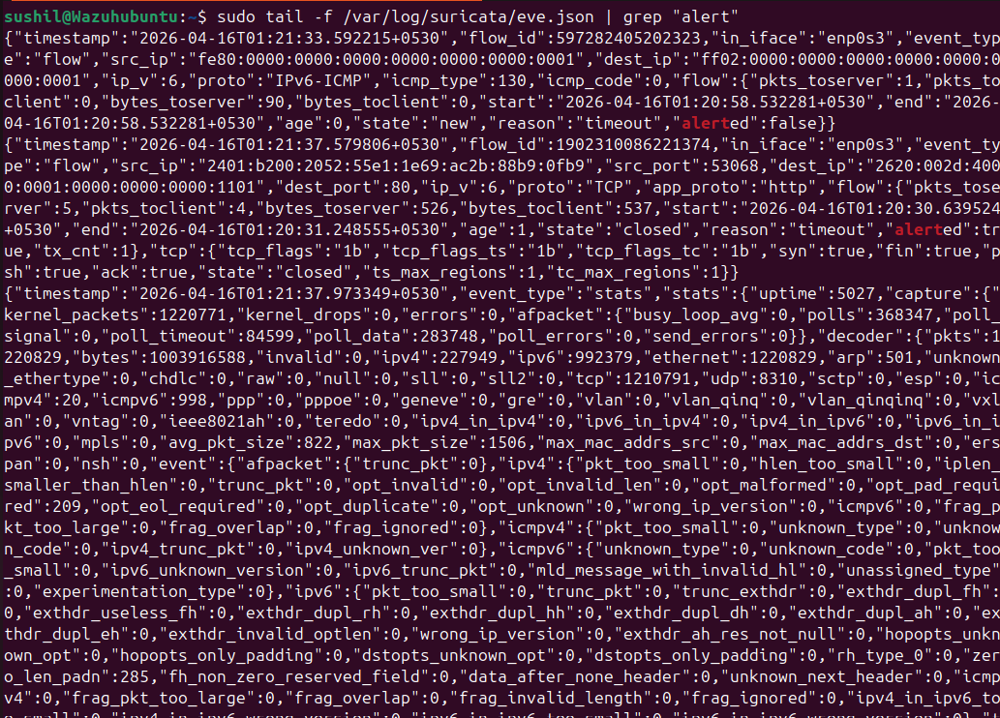 sushil@Wazuhubuntu:~$ sudo tail -f /var/log/suricata/eve.json | grep "alert"
{"timestamp":"2026-04-16T01:21:33.592215+0530","flow_id":597282405202323,"in_iface":"enp0s3","event_typ
e":"flow","src_ip":"fe80:0000:0000:0000:0000:0000:0000:0001","dest_ip":"ff02:0000:0000:0000:0000:0000:0
000:0001","ip_v":6,"proto":"IPv6-ICMP","icmp_type":130,"icmp_code":0,"flow":{"pkts_toserver":1,"pkts_to
client":0,"bytes_toserver":90,"bytes_toclient":0,"start":"2026-04-16T01:20:58.532281+0530","end":"2026-
04-16T01:20:58.532281+0530","age":0,"state":"new","reason":"timeout","alerted":false}}
{"timestamp":"2026-04-16T01:21:37.579806+0530","flow_id":1902310086221374,"in_iface":"enp0s3","event_ty
pe":"flow","src_ip":"2401:b200:2052:55e1:1e69:ac2b:88b9:0fb9","src_port":53068,"dest_ip":"2620:002d:400
0:0001:0000:0000:0000:1101","dest_port":80,"ip_v":6,"proto":"TCP","app_proto":"http","flow":{"pkts_tose
rver":5,"pkts_toclient":4,"bytes_toserver":526,"bytes_toclient":537,"start":"2026-04-16T01:20:30.639524
+0530","end":"2026-04-16T01:20:31.248555+0530","age":1,"state":"closed","reason":"timeout","alerted":tr
ue,"tx_cnt":1},"tcp":{"tcp_flags":"1b","tcp_flags_ts":"1b","tcp_flags_tc":"1b","syn":true,"fin":true,"p
sh":true,"ack":true,"state":"closed","ts_max_regions":1,"tc_max_regions":1}}
{"timestamp":"2026-04-16T01:21:37.973349+0530","event_type":"stats","stats":{"uptime":5027,"capture":{"
kernel_packets":1220771,"kernel_drops":0,"errors":0,"afpacket":{"busy_loop_avg":0,"polls":368347,"poll_
signal":0,"poll_timeout":84599,"poll_data":283748,"poll_errors":0,"send_errors":0}},"decoder":{"pkts":1
220829,"bytes":1003916588,"invalid":0,"ipv4":227949,"ipv6":992379,"ethernet":1220829,"arp":501,"unknown
_ethertype":0,"chdlc":0,"raw":0,"null":0,"sll":0,"sll2":0,"tcp":1210791,"udp":8310,"sctp":0,"esp":0,"ic
mpv4":20,"icmpv6":998,"ppp":0,"pppoe":0,"geneve":0,"gre":0,"vlan":0,"vlan_qinq":0,"vlan_qinqinq":0,"vxl
an":0,"vntag":0,"ieee8021ah":0,"teredo":0,"ipv4_in_ipv4":0,"ipv6_in_ipv4":0,"ipv4_in_ipv6":0,"ipv6_in_i
pv6":0,"mpls":0,"avg_pkt_size":822,"max_pkt_size":1506,"max_mac_addrs_src":0,"max_mac_addrs_dst":0,"ers
pan":0,"nsh":0,"event":{"afpacket":{"trunc_pkt":0},"ipv4":{"pkt_too_small":0,"hlen_too_small":0,"iplen_
smaller_than_hlen":0,"trunc_pkt":0,"opt_invalid":0,"opt_invalid_len":0,"opt_malformed":0,"opt_pad_requi
red":209,"opt_eol_required":0,"opt_duplicate":0,"opt_unknown":0,"wrong_ip_version":0,"icmpv6":0,"frag_p
kt_too_large":0,"frag_overlap":0,"frag_ignored":0},"icmpv4":{"pkt_too_small":0,"unknown_type":0,"unknow
n_code":0,"ipv4_trunc_pkt":0,"ipv4_unknown_ver":0},"icmpv6":{"unknown_type":0,"unknown_code":0,"pkt_too
_small":0,"ipv6_unknown_version":0,"ipv6_trunc_pkt":0,"mld_message_with_invalid_hl":0,"unassigned_type"
:0,"experimentation_type":0},"ipv6":{"pkt_too_small":0,"trunc_pkt":0,"trunc_exthdr":0,"exthdr_dupl_fh":
0,"exthdr_useless_fh":0,"exthdr_dupl_rh":0,"exthdr_dupl_hh":0,"exthdr_dupl_dh":0,"exthdr_dupl_ah":0,"ex
thdr_dupl_eh":0,"exthdr_invalid_optlen":0,"wrong_ip_version":0,"exthdr_ah_res_not_null":0,"hopopts_unkn
own_opt":0,"hopopts_only_padding":0,"dstopts_unknown_opt":0,"dstopts_only_padding":0,"rh_type_0":0,"zer
o_len_padn":285,"fh_non_zero_reserved_field":0,"data_after_none_header":0,"unknown_next_header":0,"icmp
v4":0,"frag_pkt_too_large":0,"frag_overlap":0,"frag_invalid_length":0,"frag_ignored":0,"ipv4_in_ipv6_to